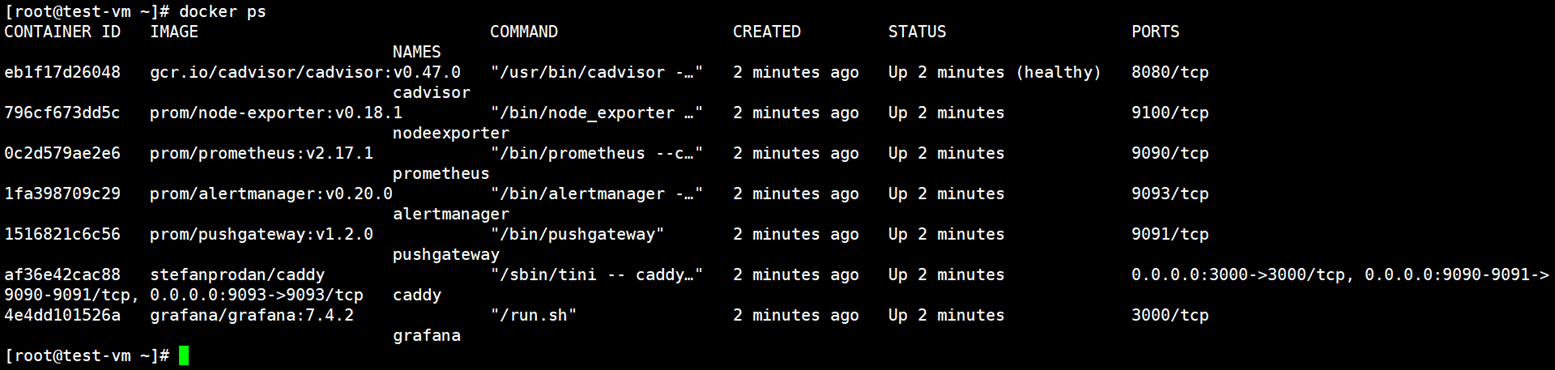 [root@test-vm ~]# docker ps
CONTAINER ID   IMAGE                              COMMAND                  CREATED         STATUS                   PORTS
                                        NAMES
eb1f17d26048   gcr.io/cadvisor/cadvisor:v0.47.0   "/usr/bin/cadvisor -…"   2 minutes ago   Up 2 minutes (healthy)   8080/tcp
                                        cadvisor
796cf673dd5c   prom/node-exporter:v0.18.1         "/bin/node_exporter …"   2 minutes ago   Up 2 minutes             9100/tcp
                                        nodeexporter
0c2d579ae2e6   prom/prometheus:v2.17.1            "/bin/prometheus --c…"   2 minutes ago   Up 2 minutes             9090/tcp
                                        prometheus
1fa398709c29   prom/alertmanager:v0.20.0          "/bin/alertmanager -…"   2 minutes ago   Up 2 minutes             9093/tcp
                                        alertmanager
1516821c6c56   prom/pushgateway:v1.2.0            "/bin/pushgateway"       2 minutes ago   Up 2 minutes             9091/tcp
                                        pushgateway
af36e42cac88   stefanprodan/caddy                 "/sbin/tini -- caddy…"   2 minutes ago   Up 2 minutes             0.0.0.0:3000->3000/tcp, 0.0.0.0:9090-9091->
9090-9091/tcp, 0.0.0.0:9093->9093/tcp   caddy
4e4dd101526a   grafana/grafana:7.4.2              "/run.sh"                2 minutes ago   Up 2 minutes             3000/tcp
                                        grafana
[root@test-vm ~]#